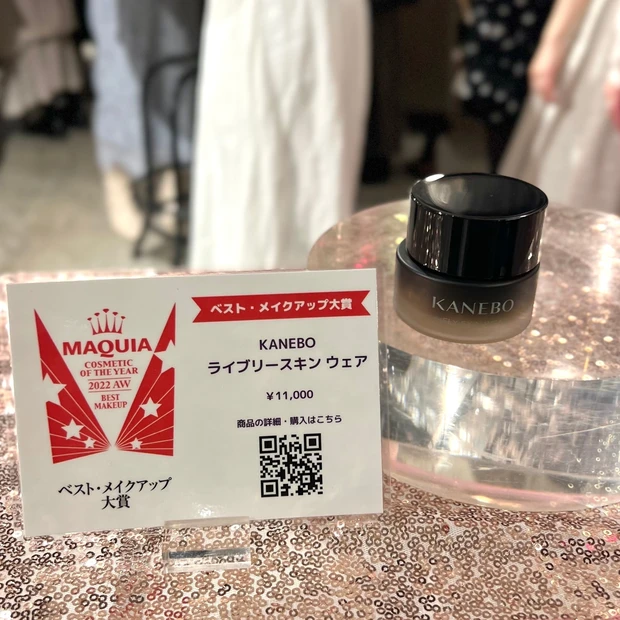 MAQUIA
COSMETIC
OF THE YEAR
2022 AW
BEST
MAKEUP
ベスト・メイクアップ
大賞
ベスト・メイクアップ大賞
KANEBO
ライブリースキン ウェア
￥11,000
商品の詳細・購入はこちら
KANEBO